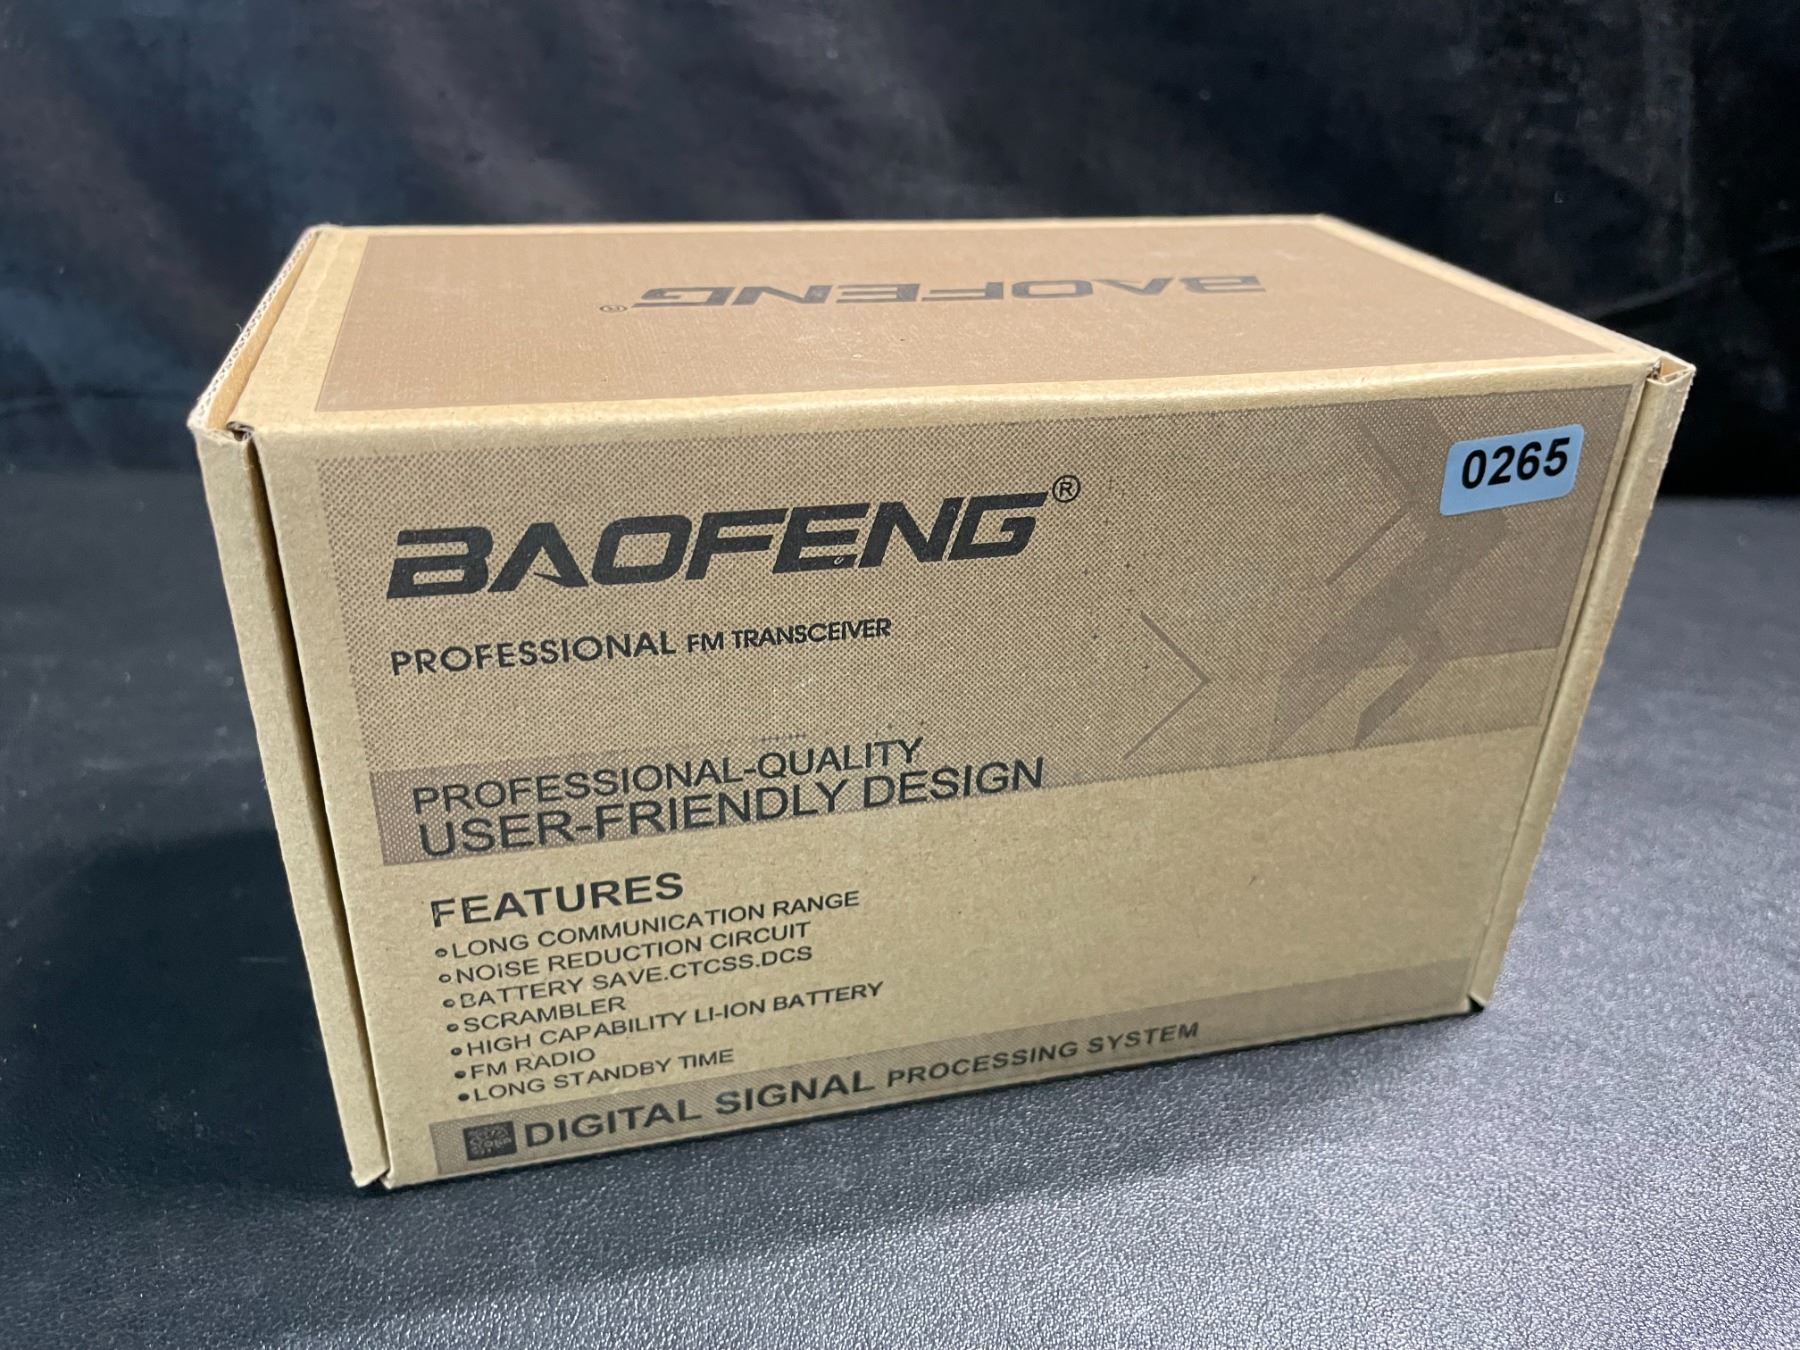 BAOFENG®
0265
BAOFENG®
PROFESSIONAL FM TRANSCEIVER
PROFESSIONAL-QUALITY
USER-FRIENDLY DESIGN
FEATURES
•LONG COMMUNICATION RANGE
•NOISE REDUCTION CIRCUIT
•BATTERY SAVE.CTCSS.DCS
•SCRAMBLER
•HIGH CAPABILITY LI-ION BATTERY
•FM RADIO
•LONG STANDBY TIME
DIGITAL SIGNAL PROCESSING SYSTEM